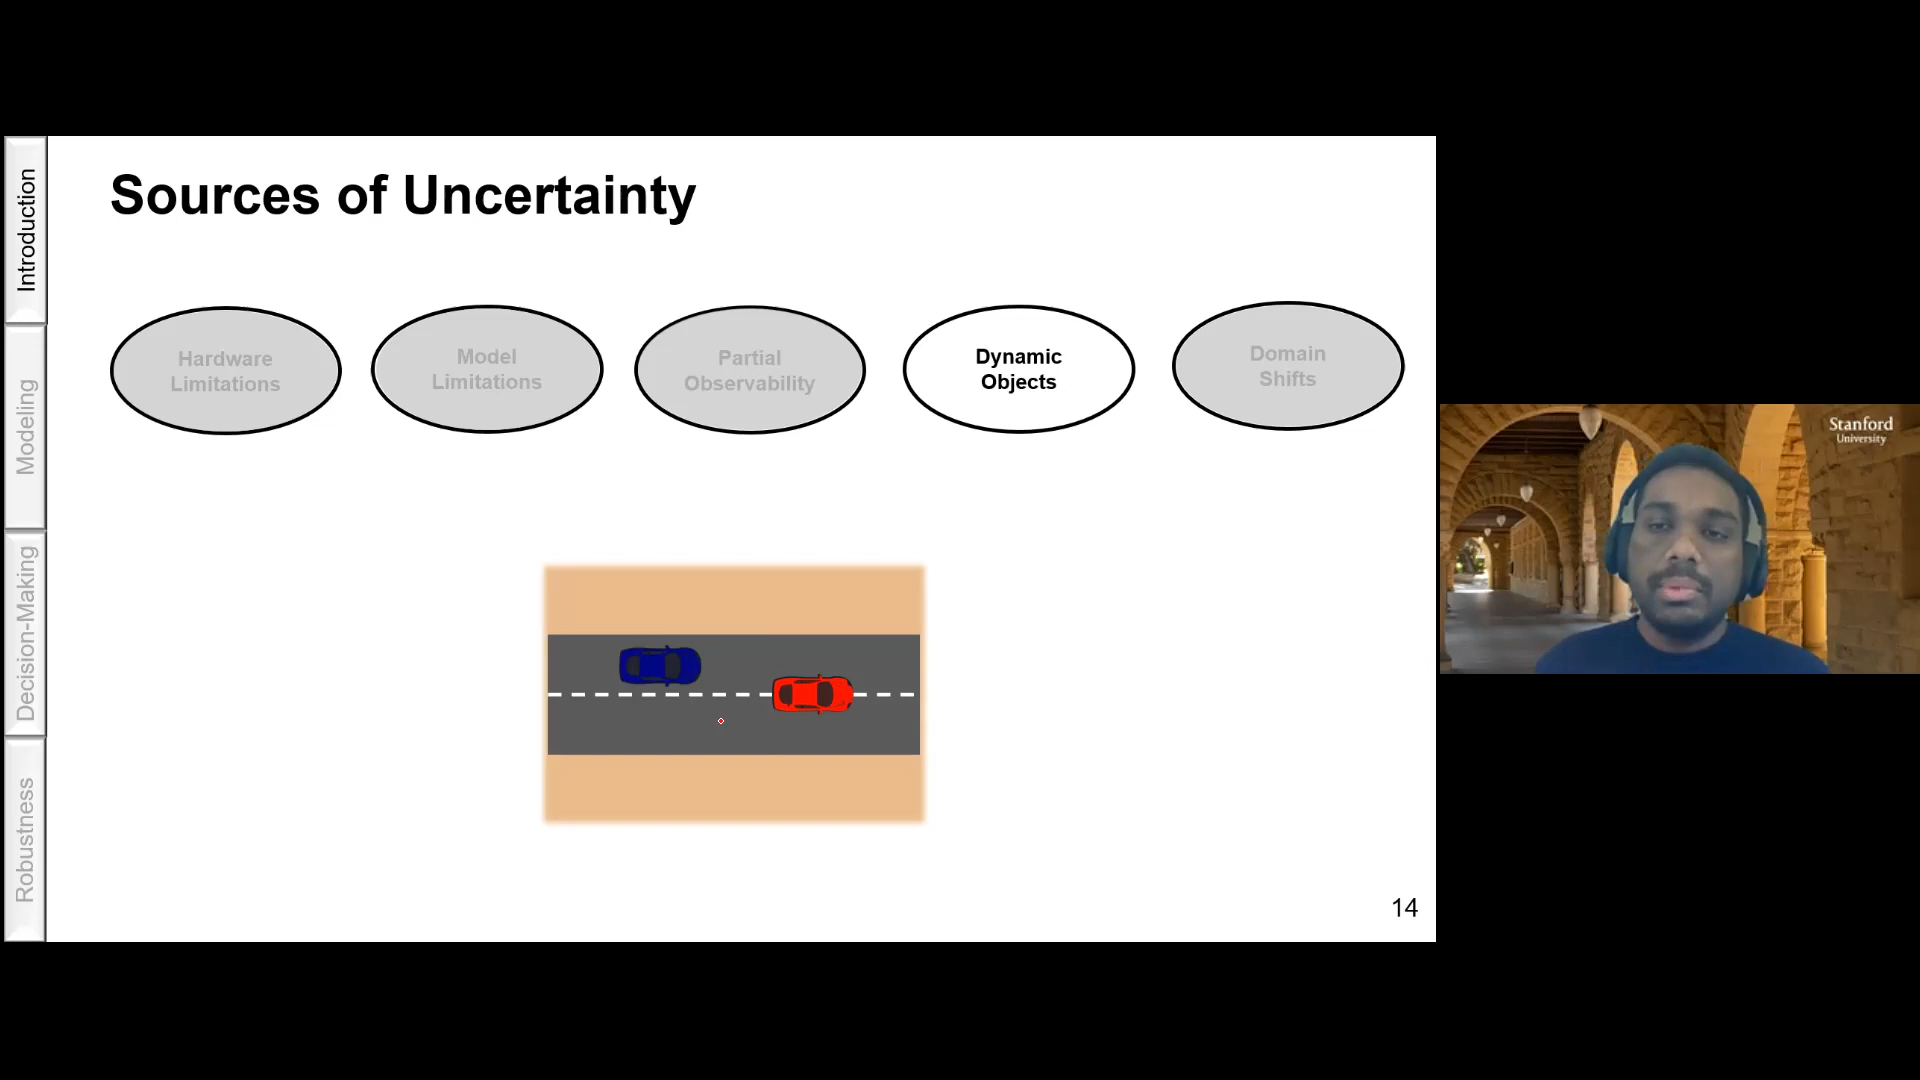 Introduction
Modeling
Decision-Making
Robustness
Sources of Uncertainty
Hardware
Limitations
Model
Limitations
Partial
Observability
Dynamic
Objects
Domain
Shifts
14
Stanford
University